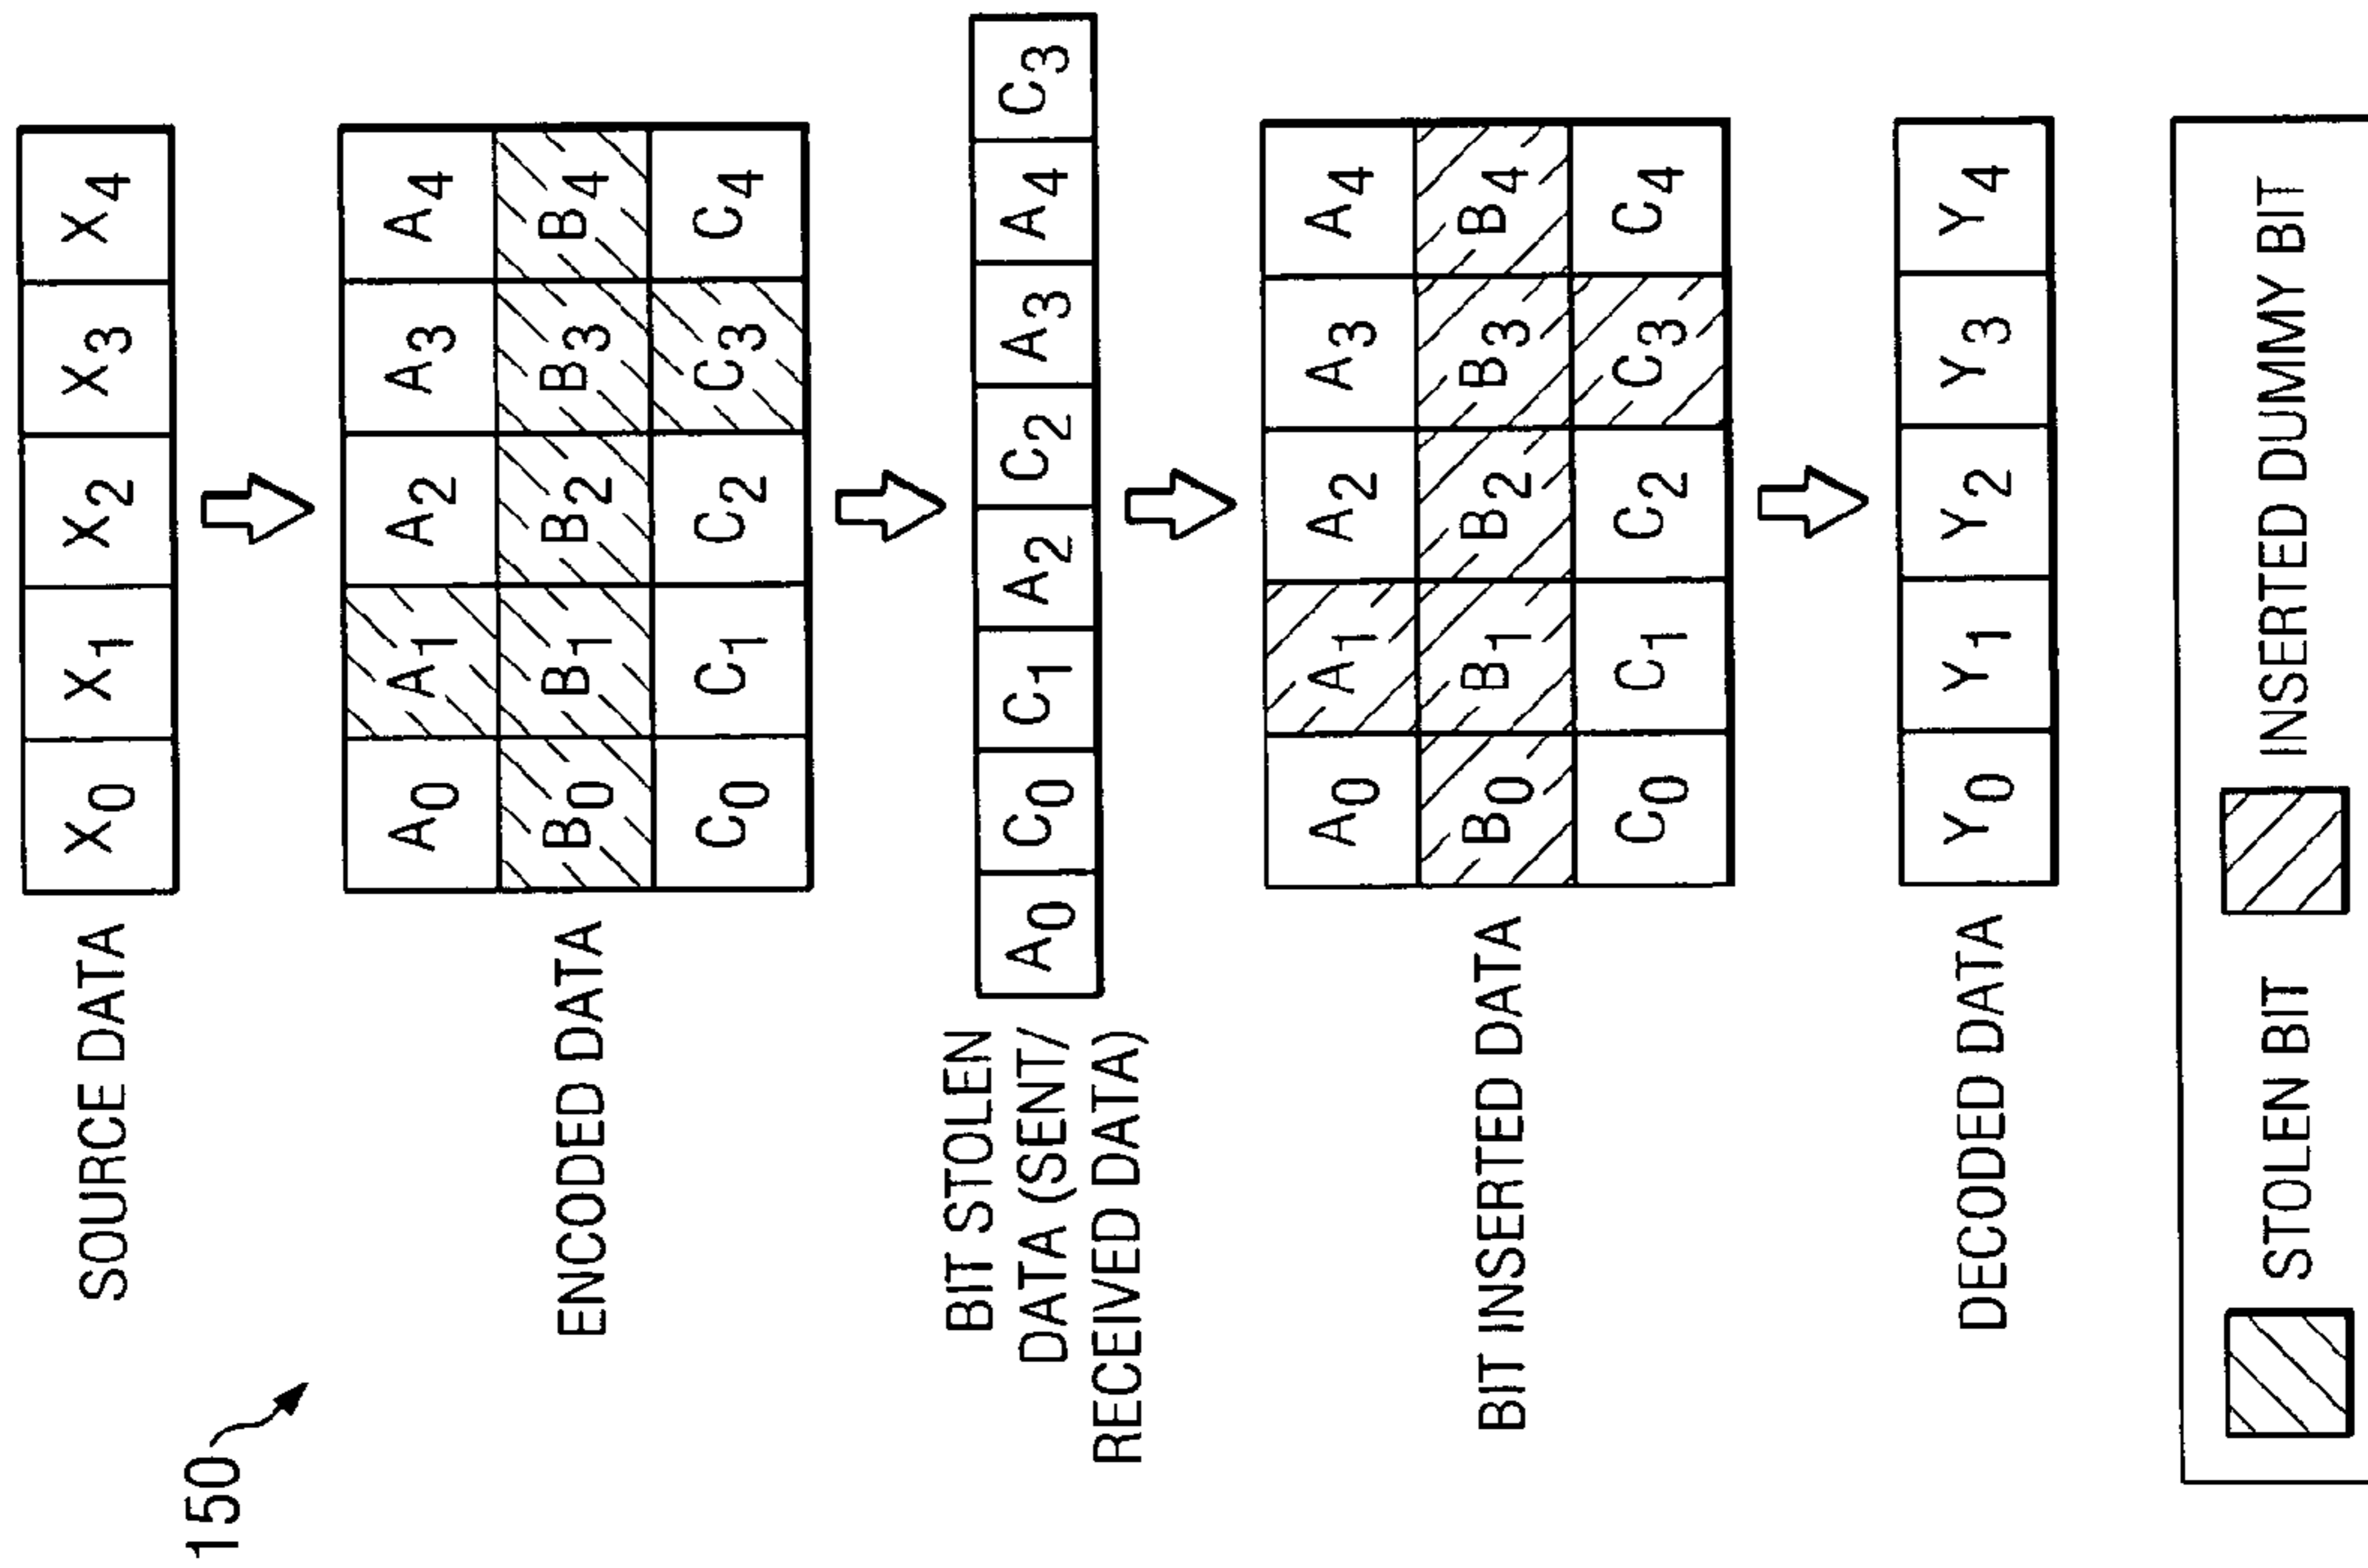 150
SOURCE DATA
X0 X1 X2 X3 X4
ENCODED DATA
A0 A1 A2 A3 A4
B0 B1 B2 B3 B4
C0 C1 C2 C3 C4
BIT STOLEN
DATA (SENT/
RECEIVED DATA)
A0 C0 C1 A2 C2 A3 A4 C3
BIT INSERTED DATA
A0 A1 A2 A3 A4
B0 B1 B2 B3 B4
C0 C1 C2 C3 C4
DECODED DATA
Y0 Y1 Y2 Y3 Y4
STOLEN BIT
INSERTED DUMMY BIT